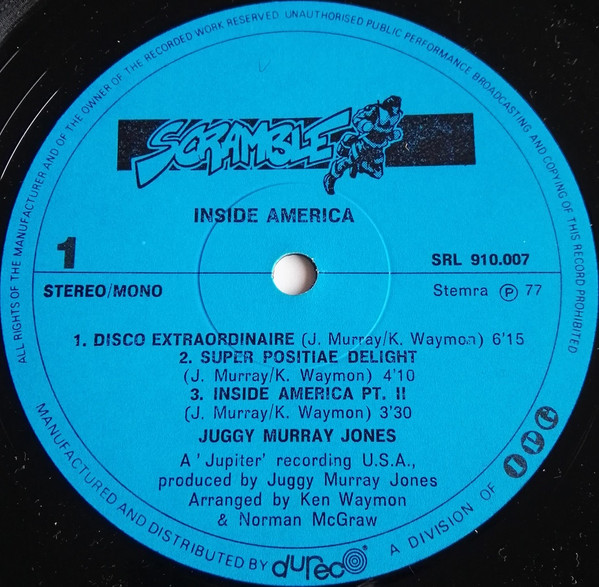 ALL RIGHTS OF THE MANUFACTURER AND OF THE OWNER OF THE RECORDED WORK RESERVED UNAUTHORISED PUBLIC PERFORMANCE BROADCASTING AND COPYING OF THIS RECORD PROHIBITED
SCRAMBLE
INSIDE AMERICA
1
SRL 910.007
STEREO/MONO
Stemra Ⓟ 77
1. DISCO EXTRAORDINAIRE (J. Murray/K. Waymon) 6'15
2. SUPER POSITIAE DELIGHT
(J. Murray/K. Waymon) 4'10
3. INSIDE AMERICA PT. II
(J. Murray/K. Waymon) 3'30
JUGGY MURRAY JONES
A 'Jupiter' recording U.S.A.,
produced by Juggy Murray Jones
Arranged by Ken Waymon
& Norman McGraw
MANUFACTURED AND DISTRIBUTED BY dureco A DIVISION OF